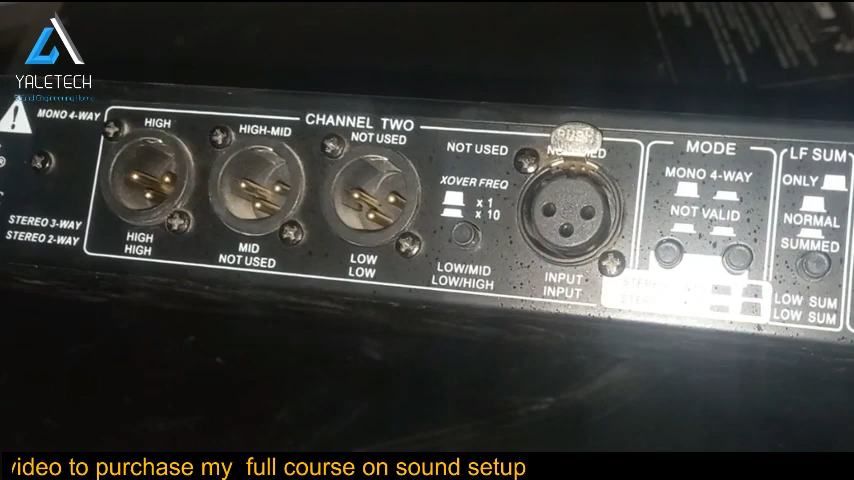 YALETECH
Sound Engineering Home
MONO 4-WAY
HIGH
HIGH-MID
CHANNEL TWO
NOT USED
NOT USED
PUSH
XOVER FREQ
x 1
x 10
MODE
MONO 4-WAY
NOT VALID
LF SUM
ONLY
NORMAL
SUMMED
STEREO 3-WAY
STEREO 2-WAY
HIGH
HIGH
MID
NOT USED
LOW
LOW
LOW/MID
LOW/HIGH
INPUT
INPUT
LOW SUM
LOW SUM
video to purchase my full course on sound setup